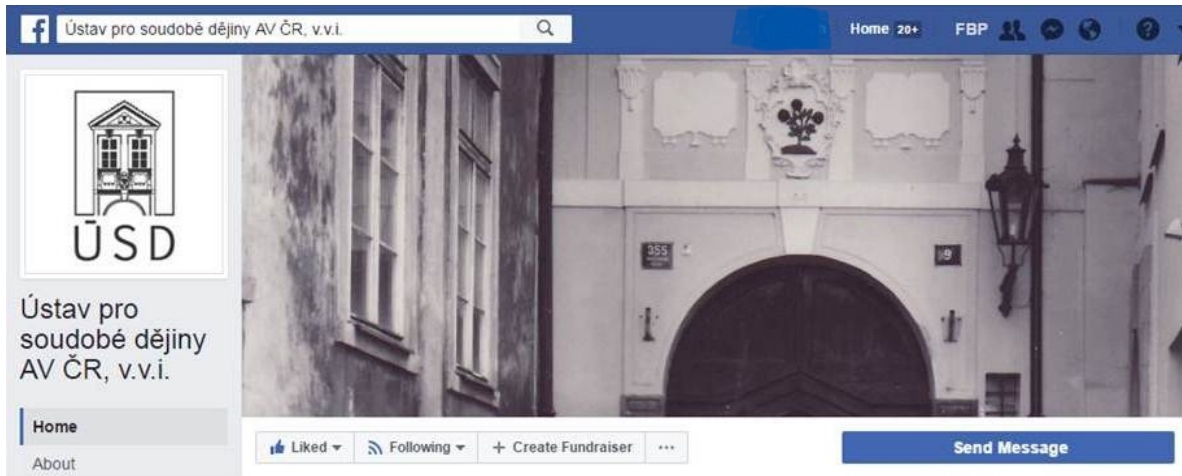 f Ústav pro soudobé dějiny AV ČR, v.v.i. Home 20+ FBP ?
ÚSD
Ústav pro
soudobé dějiny
AV ČR, v.v.i.
355
Home
About
Liked Following + Create Fundraiser ... Send Message